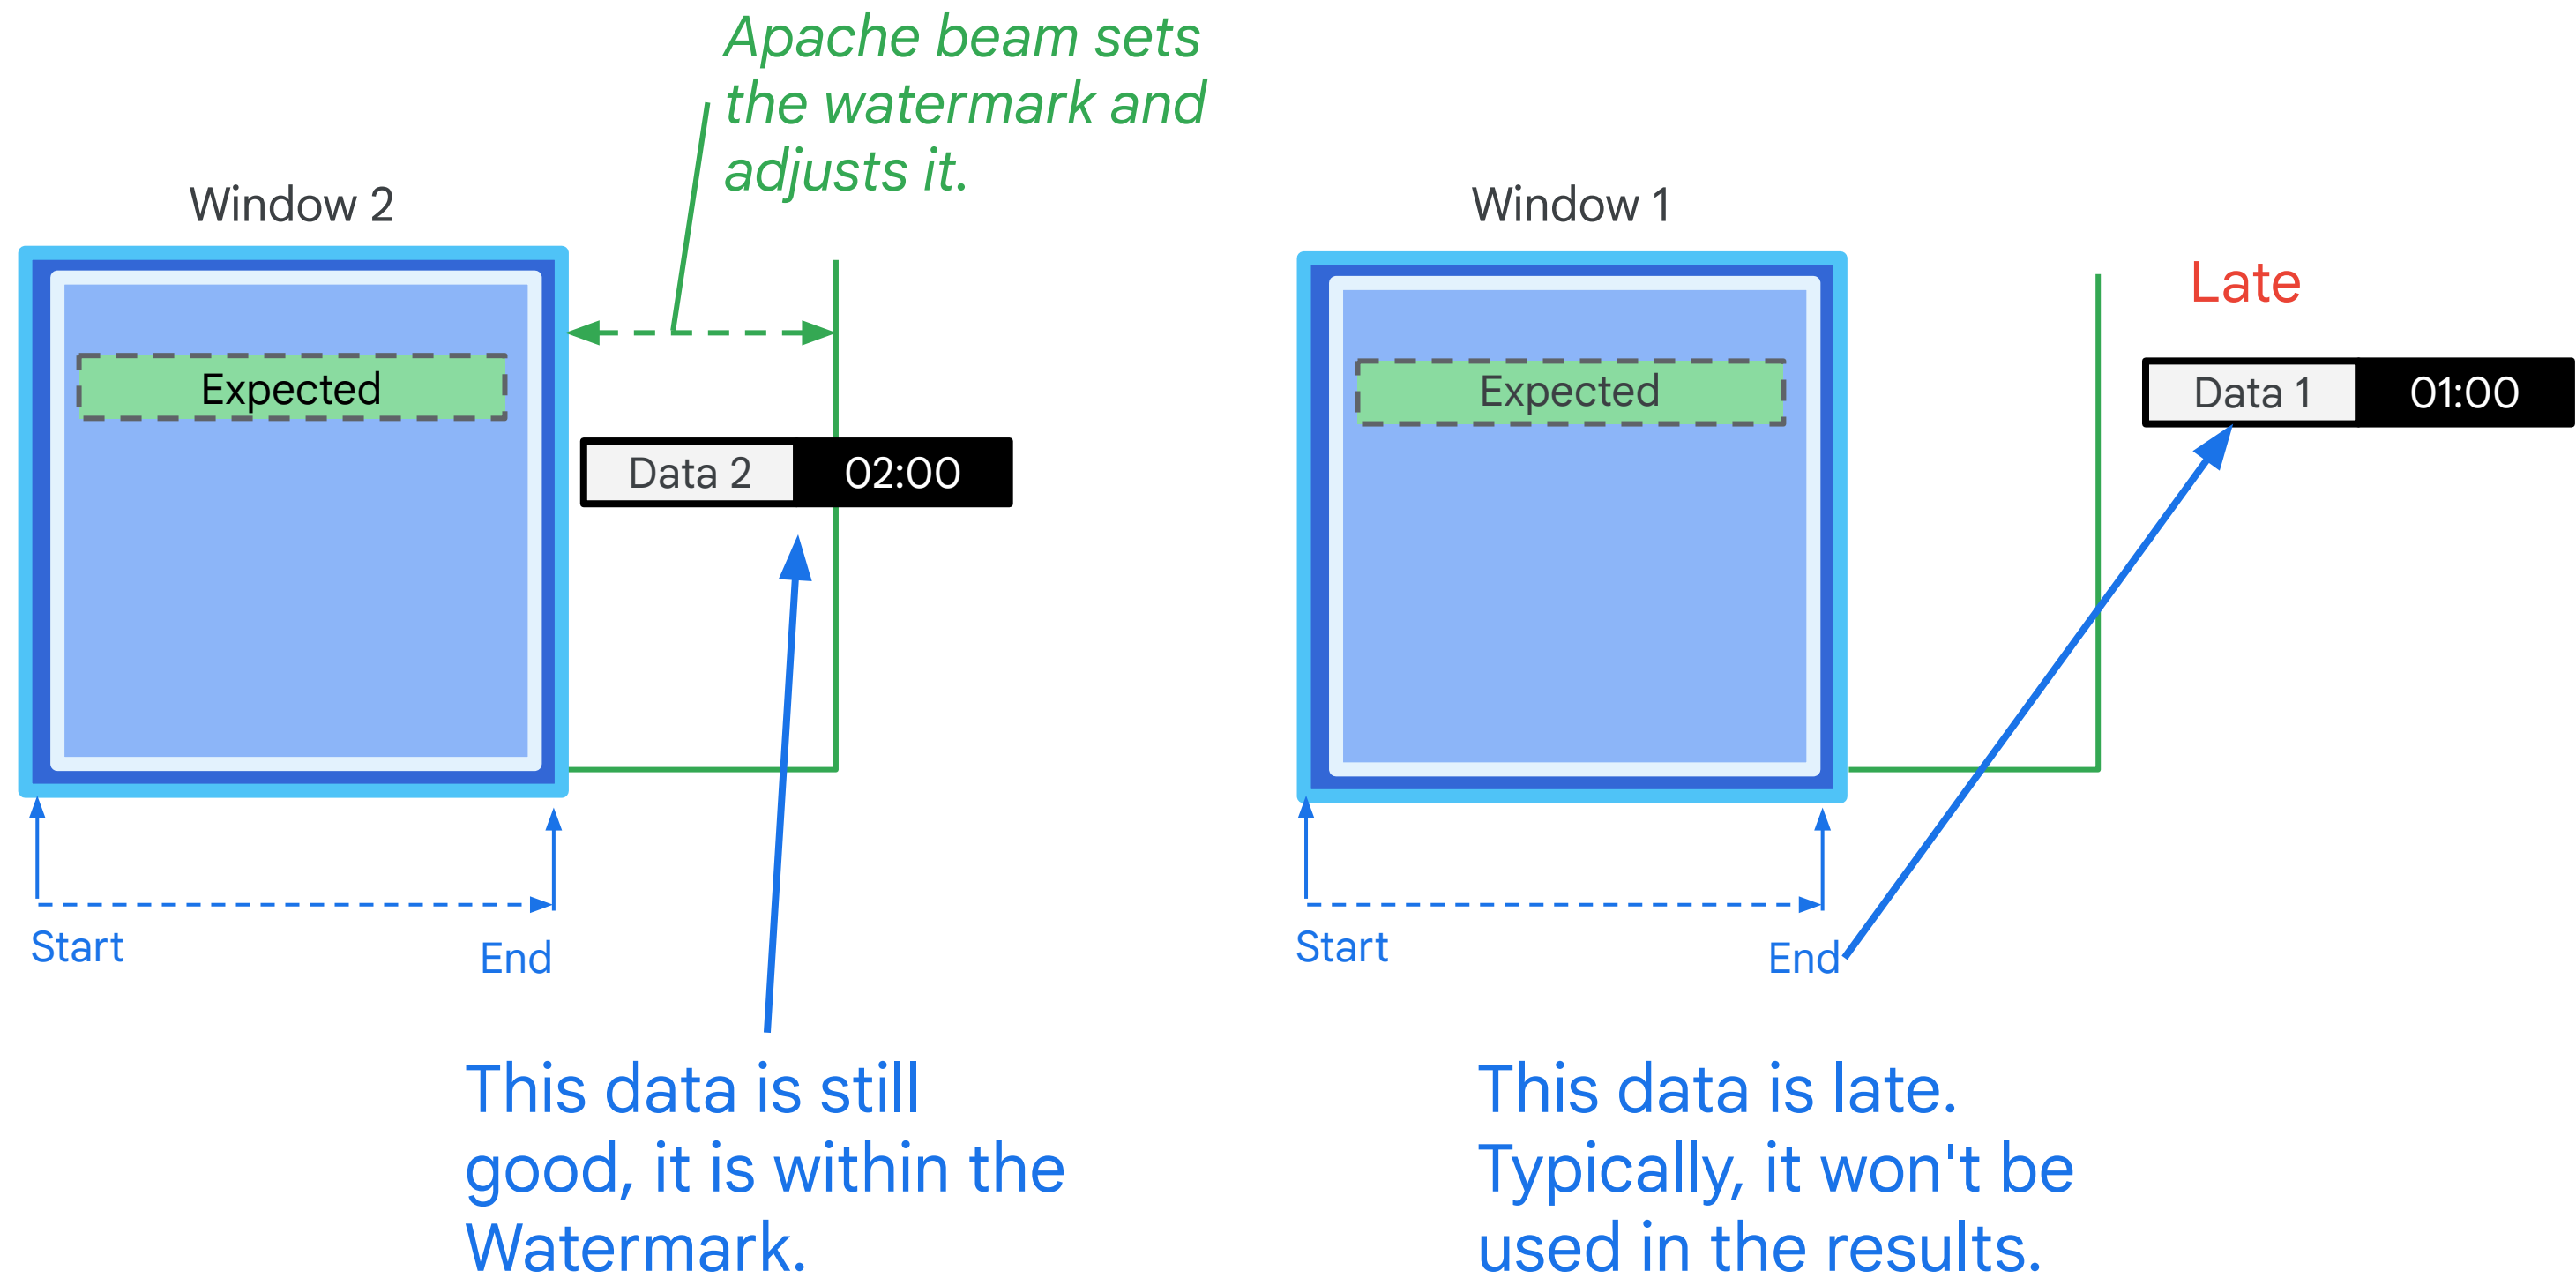 Apache beam sets
the watermark and
adjusts it.
Window 2
Expected
Data 2 02:00
Start
End
This data is still
good, it is within the
Watermark.
Window 1
Late
Expected
Data 1 01:00
Start
End
This data is late.
Typically, it won't be
used in the results.